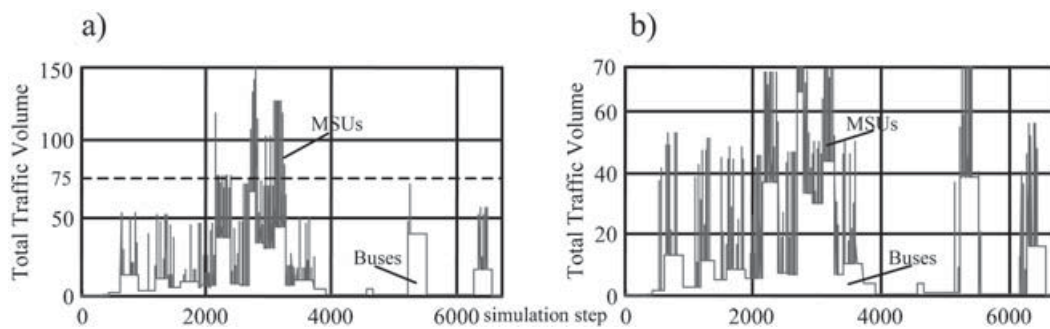 a)
Total Traffic Volume
150
100
75
50
0
MSUs
Buses
0 2000 4000 6000 simulation step
b)
Total Traffic Volume
70
60
40
20
0
MSUs
Buses
0 2000 4000 6000